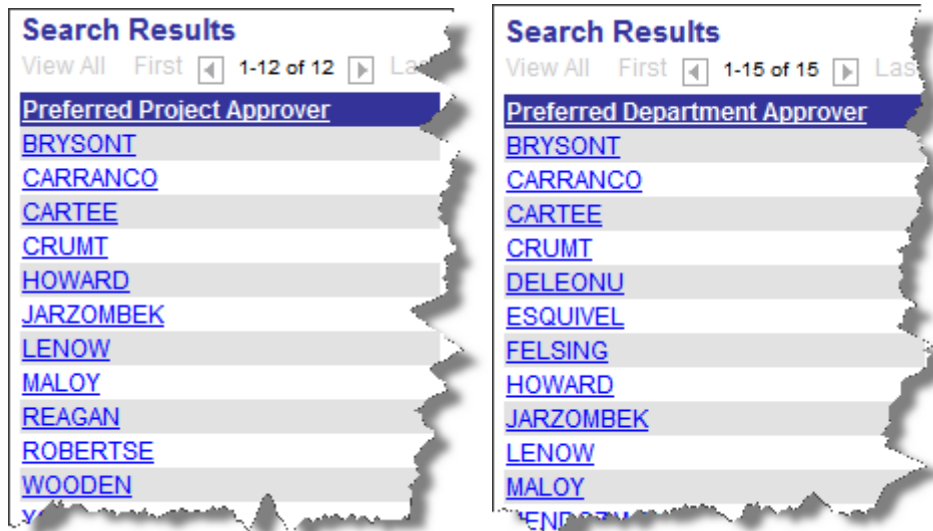 Search Results
View All First 1-12 of 12
Preferred Project Approver
BRYSONT
CARRANCO
CARTEE
CRUMT
HOWARD
JARZOMBEK
LENOW
MALOY
REAGAN
ROBERTSE
WOODEN
Search Results
View All First 1-15 of 15 Las
Preferred Department Approver
BRYSONT
CARRANCO
CARTEE
CRUMT
DELEONU
ESQUIVEL
FELSING
HOWARD
JARZOMBEK
LENOW
MALOY